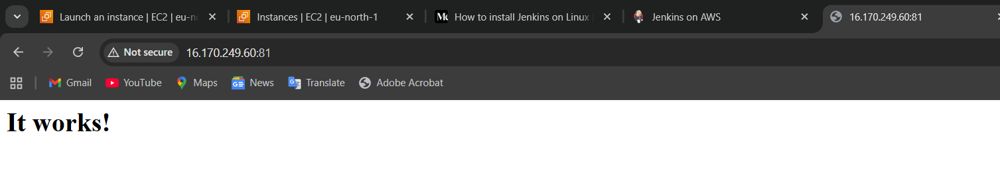 Launch an instance | EC2 | eu-n
Instances | EC2 | eu-north-1
How to install Jenkins on Linux
Jenkins on AWS
16.170.249.60:81
Not secure
16.170.249.60:81
Gmail
YouTube
Maps
News
Translate
Adobe Acrobat
It works!